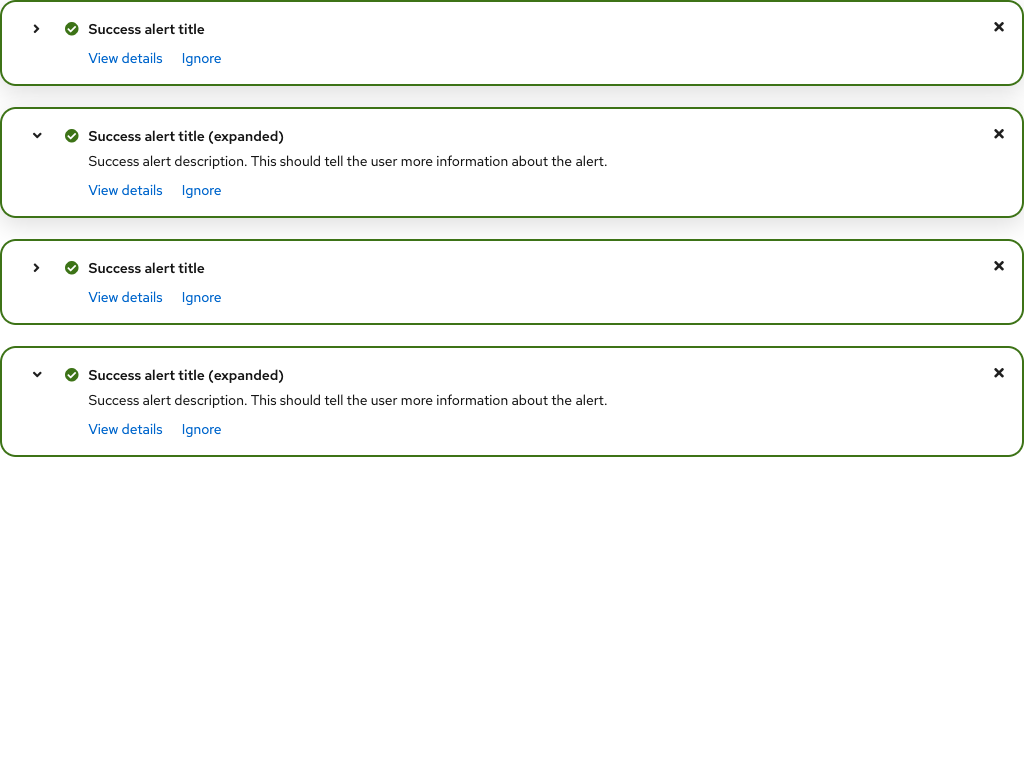 Success alert title
View details Ignore
Success alert title (expanded)
Success alert description. This should tell the user more information about the alert.
View details Ignore
Success alert title
View details Ignore
Success alert title (expanded)
Success alert description. This should tell the user more information about the alert.
View details Ignore